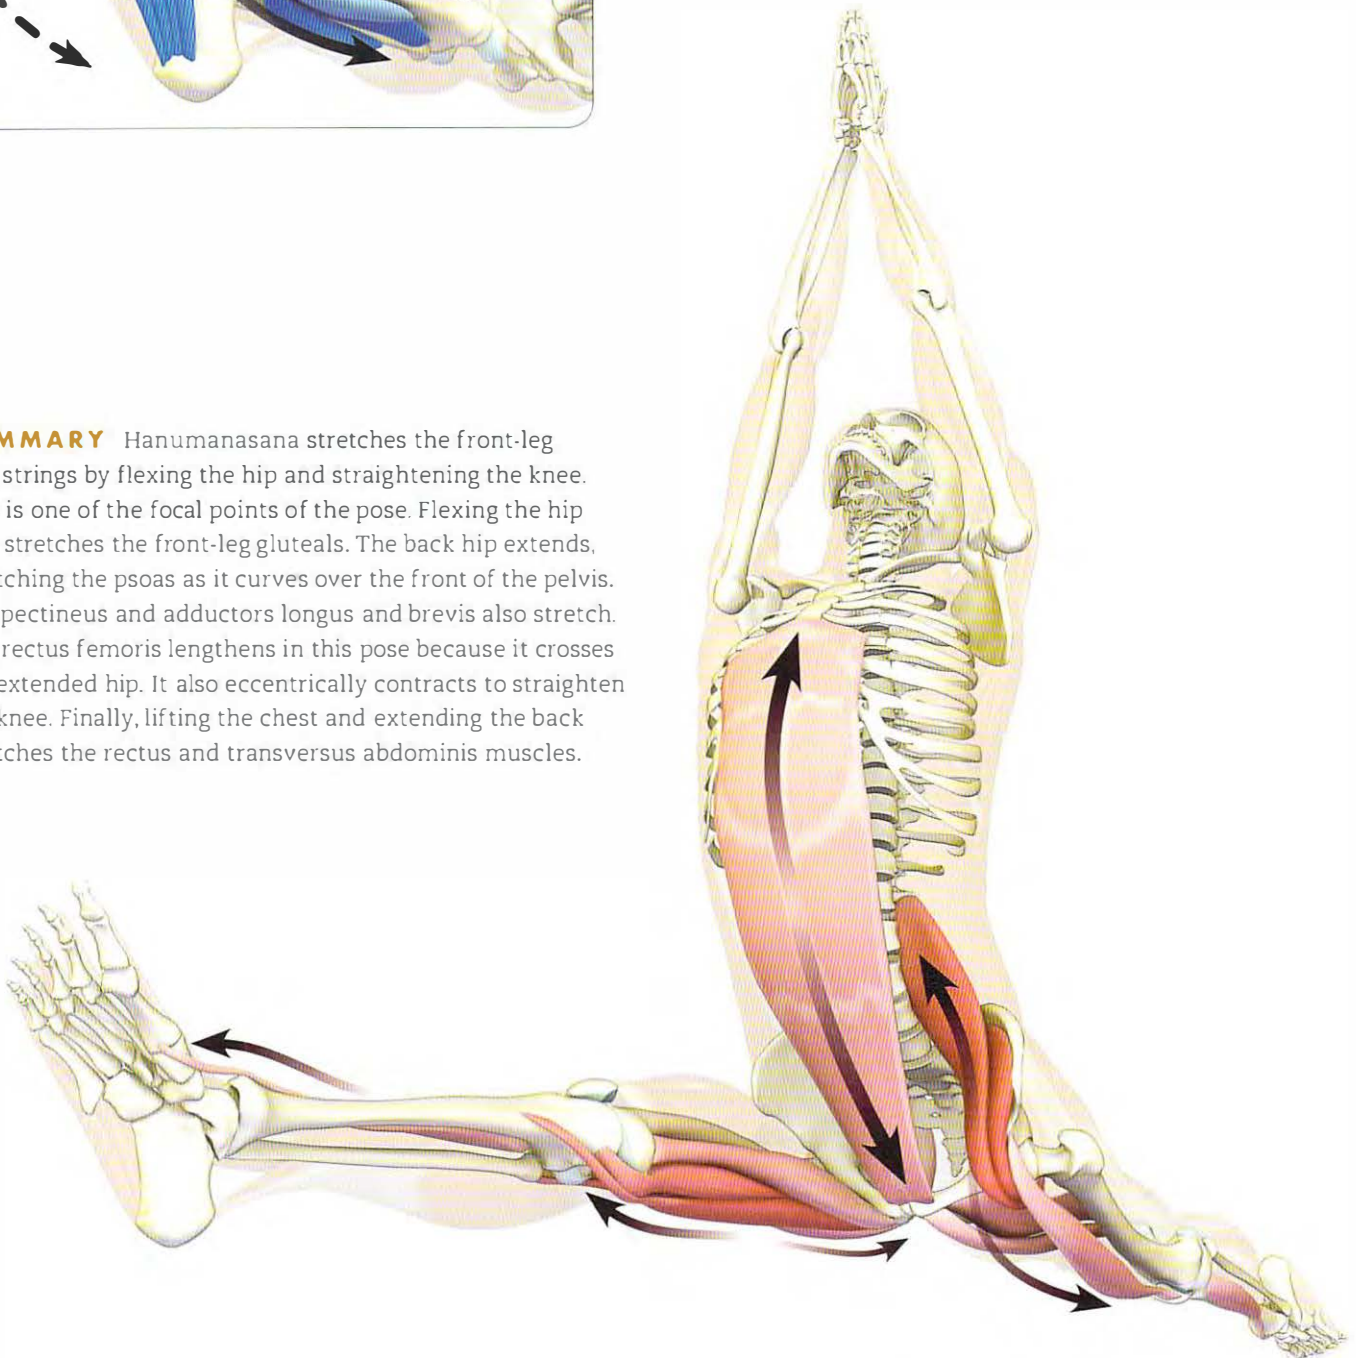 MMARY Hanumanasana stretches the front-leg
strings by flexing the hip and straightening the knee.
is one of the focal points of the pose. Flexing the hip
stretches the front-leg gluteals. The back hip extends,
tching the psoas as it curves over the front of the pelvis.
pectineus and adductors longus and brevis also stretch.
rectus femoris lengthens in this pose because it crosses
extended hip. It also eccentrically contracts to straighten
knee. Finally, lifting the chest and extending the back
tches the rectus and transversus abdominis muscles.